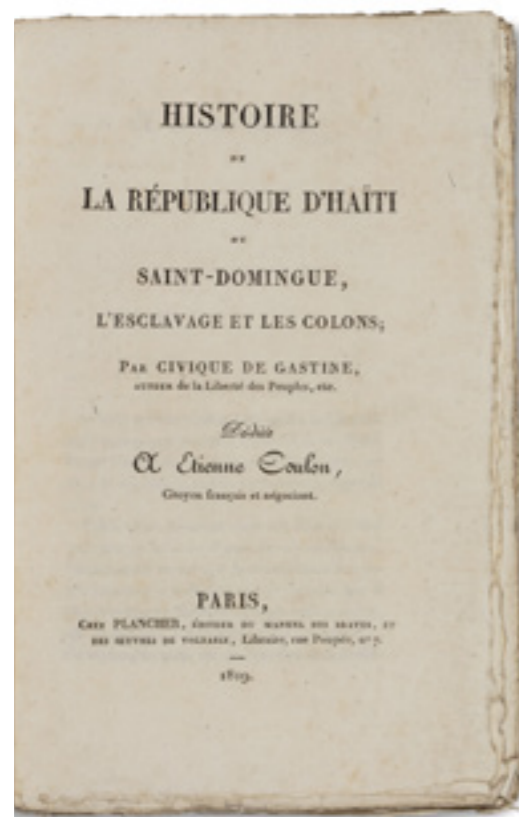 HISTOIRE
DE
LA RÉPUBLIQUE D'HAÏTI
OU
SAINT-DOMINGUE,
L'ESCLAVAGE ET LES COLONS;
PAR CIVIQUE DE GASTINE,
AUTEUR de la Liberté des Peuples, etc.
Dédiée
A Etienne Coulon,
Citoyen français et négociant.
PARIS,
CHEZ PLANCHER, ÉDITEUR DU MANUEL DES BRAVES, ET
DES ŒUVRES DE VOLTAIRE, Libraire, rue Poupée, n° 7.
1819.